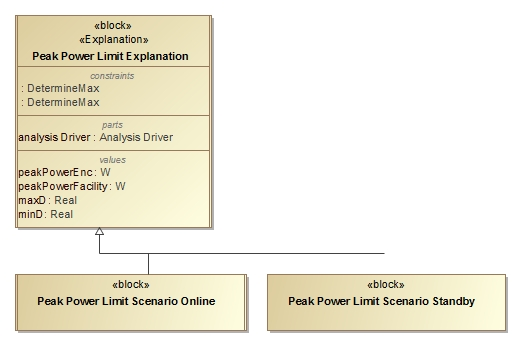 «block»
«Explanation»
Peak Power Limit Explanation
constraints
: DetermineMax
: DetermineMax
parts
analysis Driver : Analysis Driver
values
peakPowerEnc : W
peakPowerFacility : W
maxD : Real
minD : Real
«block»
Peak Power Limit Scenario Online
«block»
Peak Power Limit Scenario Standby